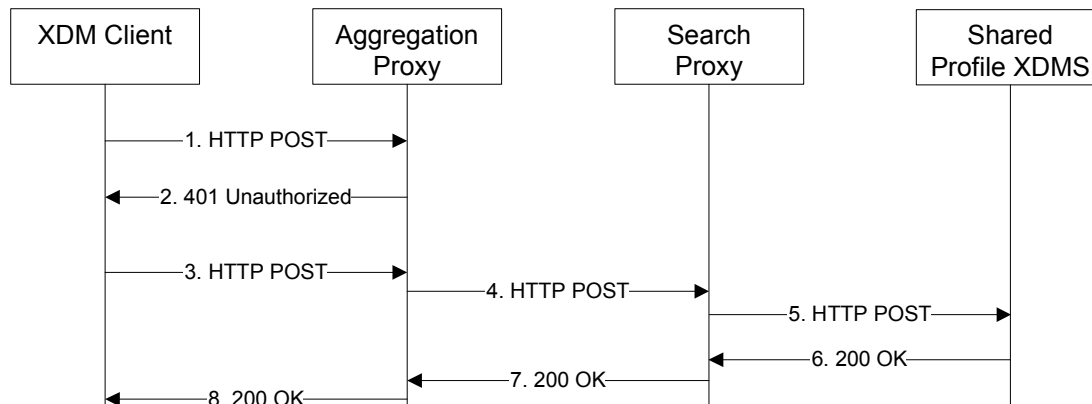 XDM Client
Aggregation
Proxy
Search
Proxy
Shared
Profile XDMS
1. HTTP POST
2. 401 Unauthorized
3. HTTP POST
4. HTTP POST
5. HTTP POST
6. 200 OK
7. 200 OK
8. 200 OK